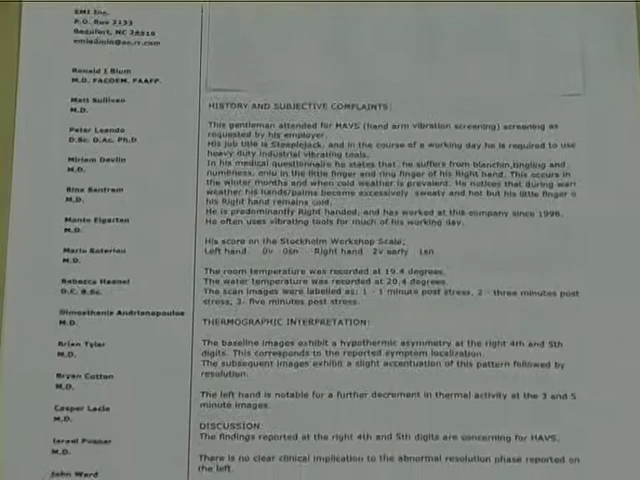 EMI Inc.
P.O. Box 2133
Beaufort, NC 28516
emiadmin@ec.rr.com
Ronald J Blum
M.D. FACOEM, FAAFP.
Matt Sullivan
M.D.
Peter Leando
D.Sc. D.Ac. Ph.D
Miriam Devlin
M.D.
Bina Santram
M.D.
Monte Elgarten
M.D.
Mario Soteriou
M.D.
Rebecca
D.C. B.Sc.
Dimosthanis Andrianopoulos
M.D.
Brian Tyler
M.D.
Bryan Cotton
M.D.
Casper Lacle
M.D.
Israel
M.D.
John Ward
HISTORY AND SUBJECTIVE COMPLAINTS:
This gentleman attended for HAVS (hand arm vibration screening) screening as
requested by his employer.
His job title is Steeplejack, and in the course of a working day he is required to use
heavy duty industrial vibrating tools.
In his medical questionnaire he states that, he suffers from blanchin,tingling and
numbness, onlu in the little finger and ring finger of his Right hand. This occurs in
the winter months and when cold weather is prevalent. He notices that during warr
weather his hands/palms become excessively sweaty and hot but his little finger o
his Right hand remains cold.
He is predominantly Right handed, and has worked at this company since 1996.
He often uses vibrating tools for much of his working day.
His score on the Stockholm Workshop Scale;
Left hand 0v 0sn Right hand 2v early 1sn
The room temperature was recorded at 19.4 degrees.
The water temperature was recorded at 20.4 degrees.
The scan images were labelled as; 1 - 1 minute post stress, 2 - three minutes post
stress, 3- five minutes post stress.
THERMOGRAPHIC INTERPRETATION:
The baseline images exhibit a hypothermic asymmetry at the right 4th and 5th
digits. This corresponds to the reported symptom localization.
The subsequent images exhibit a slight accentuation of this pattern followed by
resolution.
The left hand is notable for a further decrement in thermal activity at the 3 and 5
minute images.
DISCUSSION:
The findings reported at the right 4th and 5th digits are concerning for HAVS.
There is no clear clinical implication to the abnormal resolution phase reported on
the left.